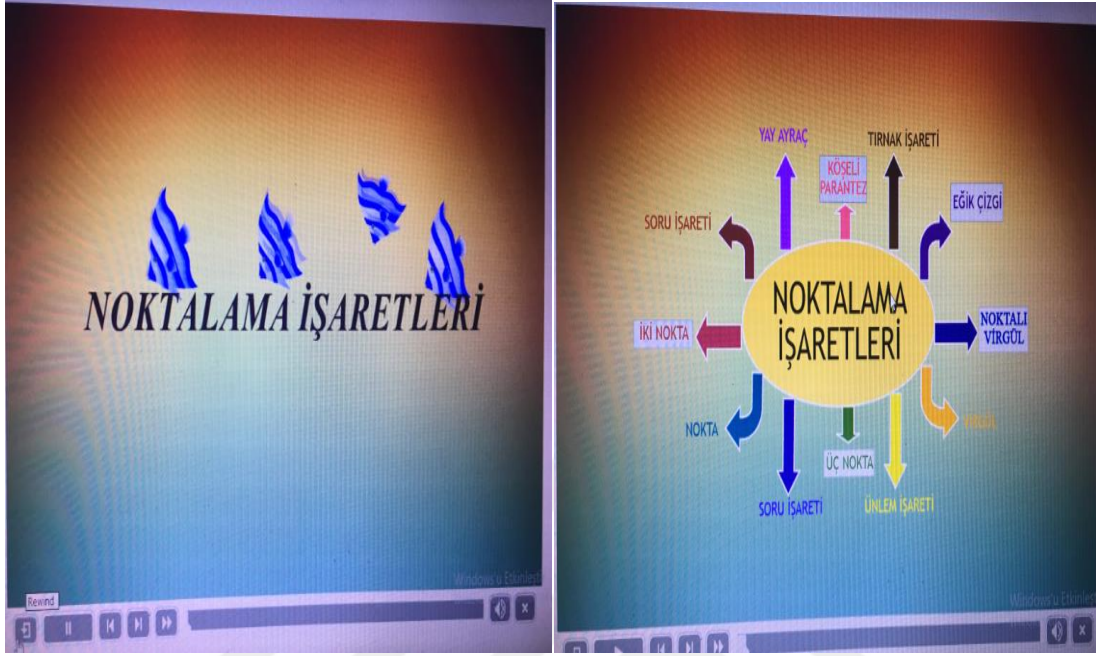 NOKTALAMA İŞARETLERİ
Windows'u Etkinleşt
Rewind
YAY AYRAÇ
TIRNAK İŞARETİ
KÖŞELİ
PARANTEZ
EĞİK ÇİZGİ
SORU İŞARETİ
NOKTALAMA
İŞARETLERİ
İKİ NOKTA
NOKTALI
VİRGÜL
NOKTA
VİRGÜL
ÜÇ NOKTA
SORU İŞARETİ
ÜNLEM İŞARETİ
Windows'u Etkinleş